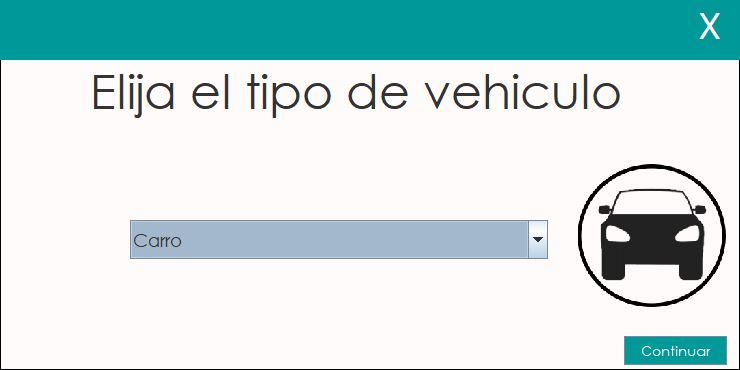 X
Elija el tipo de vehiculo
Carro
Continuar